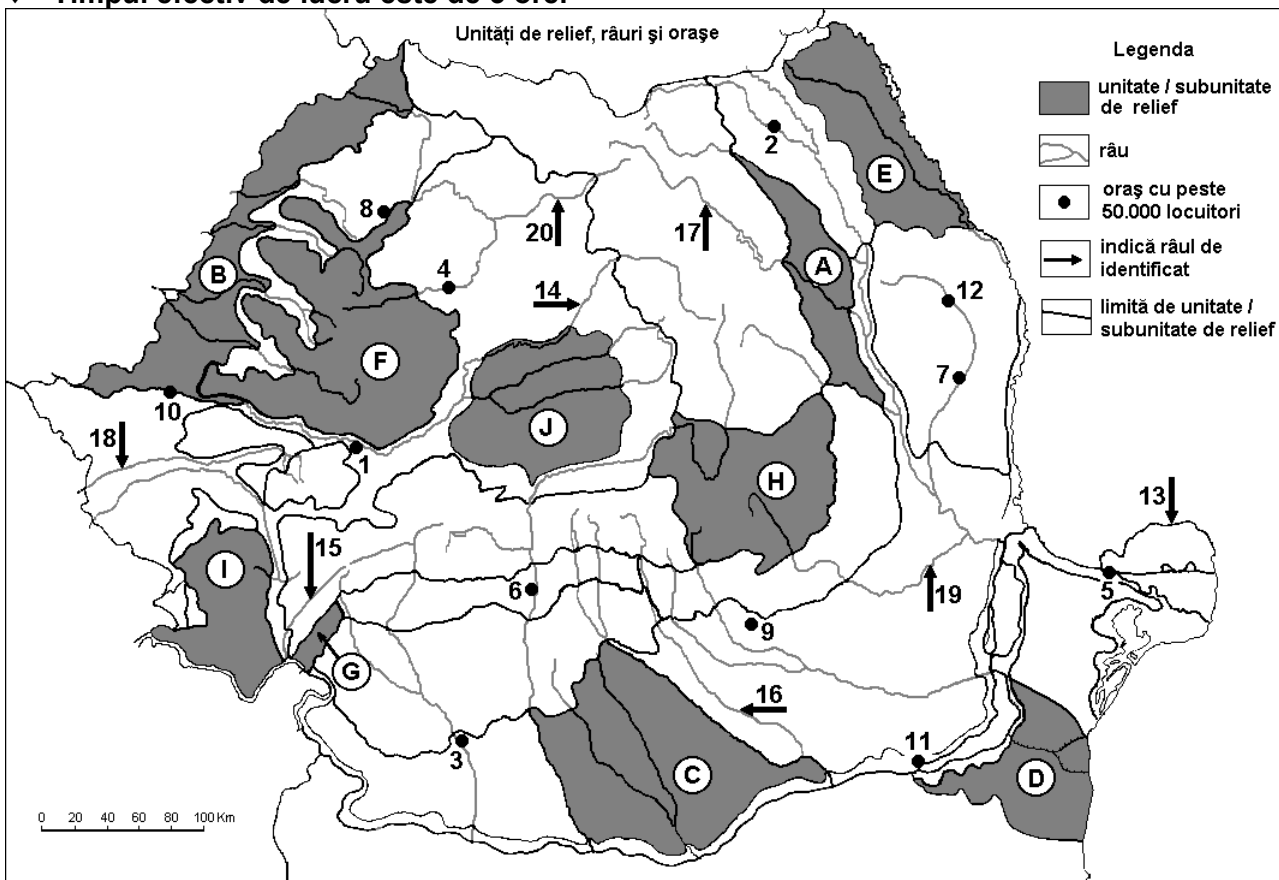 Timpul efectiv de lucru este de 3 ore.
Unităţi de relief, râuri şi oraşe
Legenda
unitate / subunitate
de relief
râu
oraş cu peste
50.000 locuitori
indică râul de
identificat
limită de unitate /
subunitate de relief
2
E
8
B
20
17
A
4
14
12
F
7
10
J
18
1
H
13
15
I
6
19
5
9
G
16
11
3
C
D
0 20 40 60 80 100 Km